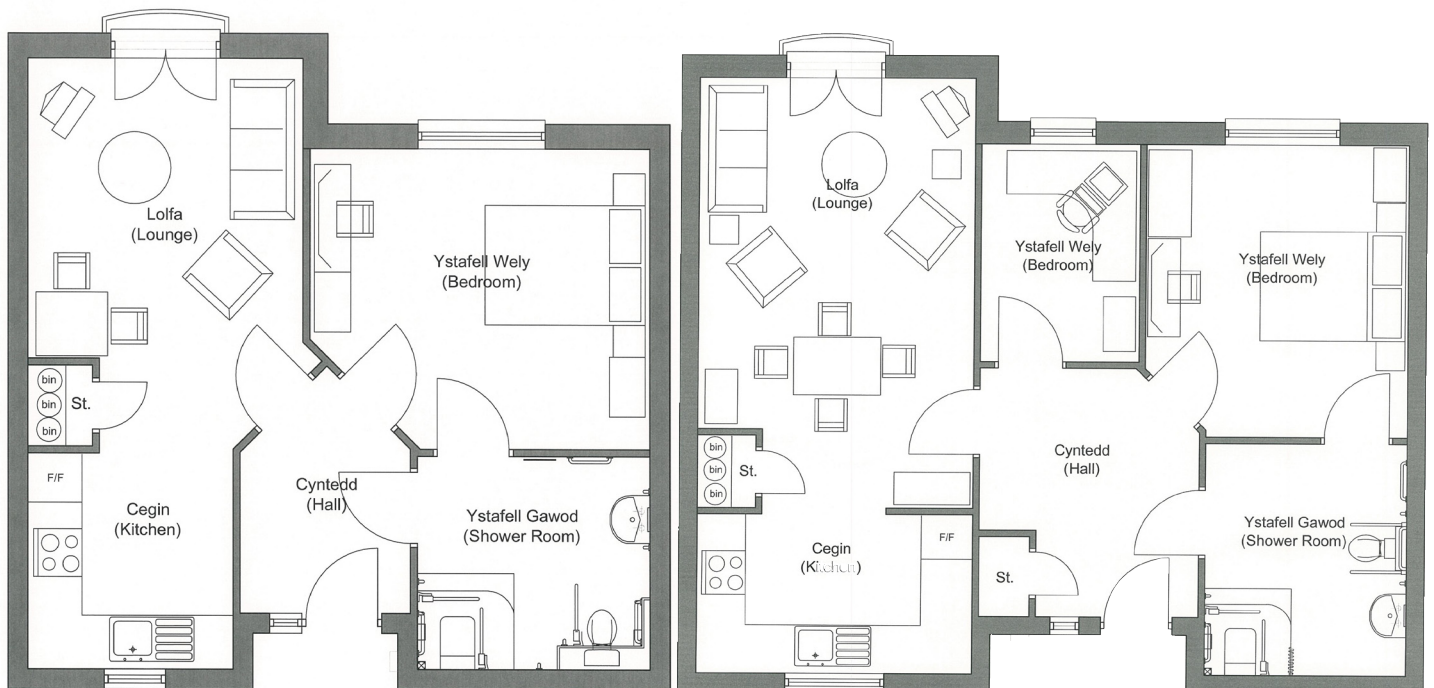 Lolfa
(Lounge)
Ystafell Wely
(Bedroom)
bin
bin
bin
St.
F/F
Cegin
(Kitchen)
Cyntedd
(Hall)
Ystafell Gawod
(Shower Room)
Lolfa
(Lounge)
Ystafell Wely
(Bedroom)
Ystafell Wely
(Bedroom)
bin
bin
bin
St.
Cyntedd
(Hall)
Cegin
(Kitchen)
F/F
St.
Ystafell Gawod
(Shower Room)